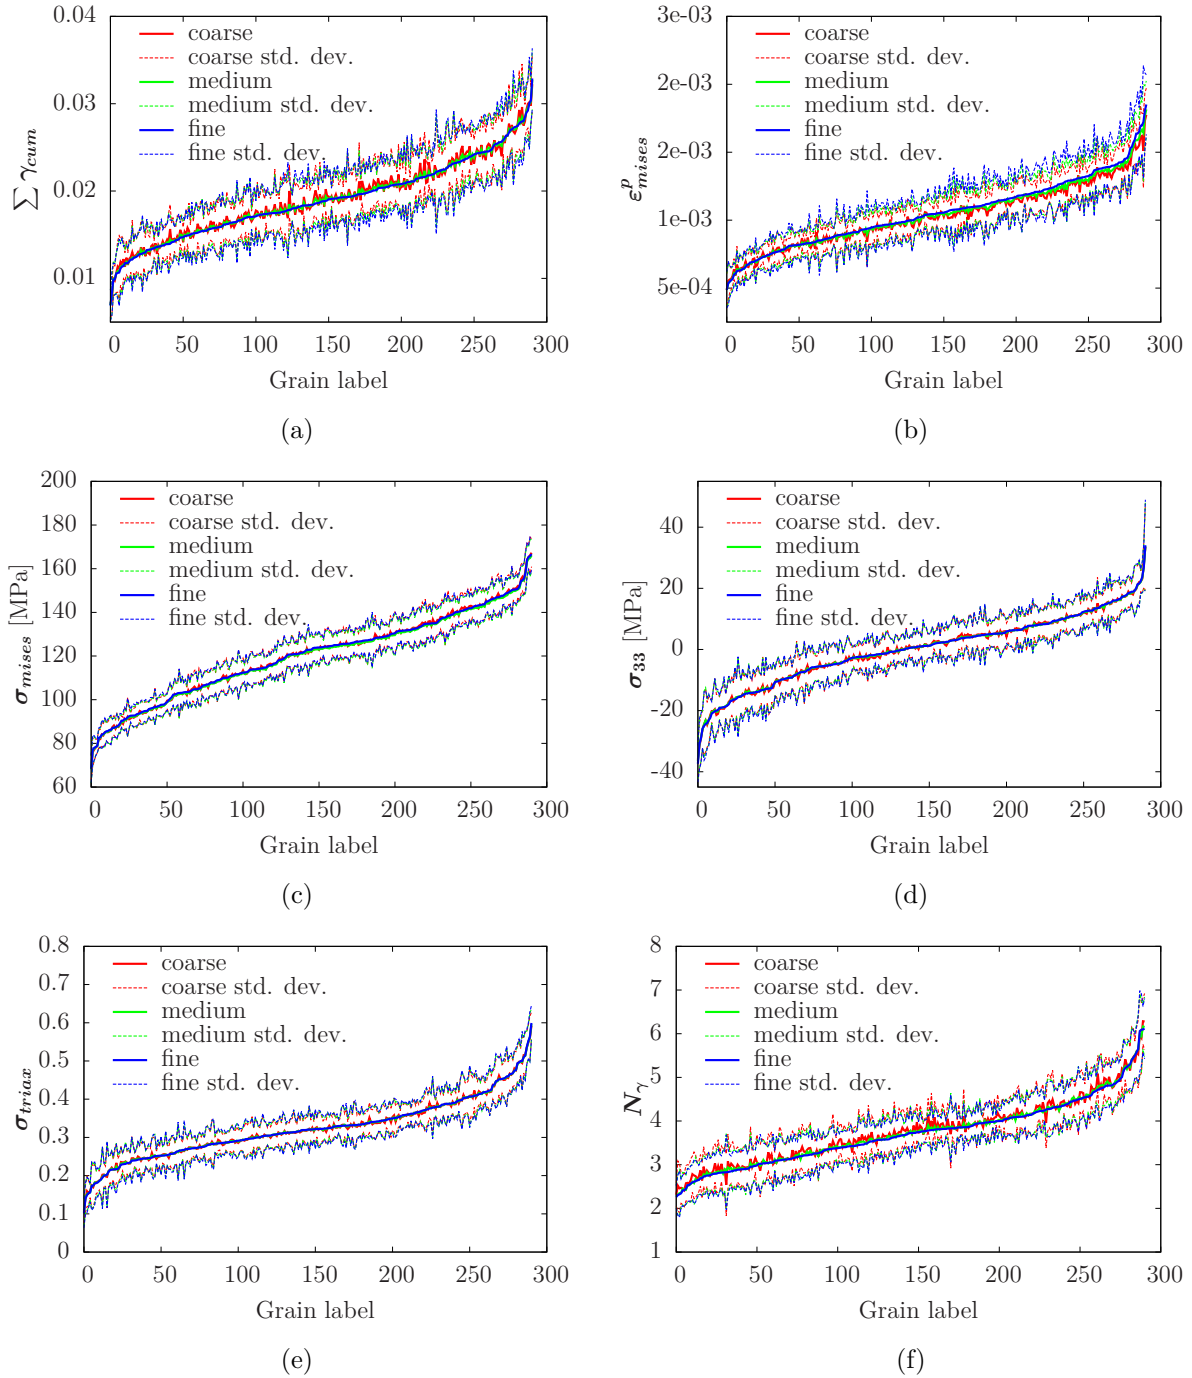 0.04
0.03
0.02
0.01
∑ γcum
coarse
coarse std. dev.
medium
medium std. dev.
fine
fine std. dev.
0 50 100 150 200 250 300
Grain label
(a)
3e-03
2e-03
2e-03
1e-03
5e-04
εᵖmises
coarse
coarse std. dev.
medium
medium std. dev.
fine
fine std. dev.
0 50 100 150 200 250 300
Grain label
(b)
200
180
160
140
120
100
80
60
σmises [MPa]
coarse
coarse std. dev.
medium
medium std. dev.
fine
fine std. dev.
0 50 100 150 200 250 300
Grain label
(c)
40
20
0
-20
-40
σ33 [MPa]
coarse
coarse std. dev.
medium
medium std. dev.
fine
fine std. dev.
0 50 100 150 200 250 300
Grain label
(d)
0.8
0.7
0.6
0.5
0.4
0.3
0.2
0.1
0
σtriax
coarse
coarse std. dev.
medium
medium std. dev.
fine
fine std. dev.
0 50 100 150 200 250 300
Grain label
(e)
8
7
6
5
4
3
2
1
Nγ
coarse
coarse std. dev.
medium
medium std. dev.
fine
fine std. dev.
0 50 100 150 200 250 300
Grain label
(f)